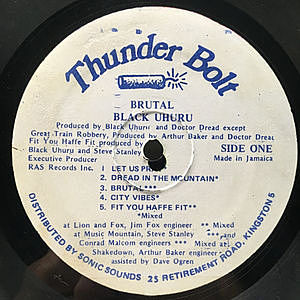 Thunder Bolt
BRUTAL
BLACK UHURU
Produced by Black Uhuru and Doctor Dread except
Great Train Robbery, Produced by Arthur Baker and Doctor Dread
Fit You Haffe Fit produced by
Black Uhuru and Steve Stanley
Executive Producer
RAS Records Inc.
SIDE ONE
Made in Jamaica
1 LET US
2 DREAD IN THE MOUNTAIN*
3 BRUTAL***
4 CITY VIBES*
5 FIT YOU HAFFE FIT**
*Mixed
at Lion and Fox, Jim Fox engineer ** Mixed
at Music Mountain, Steve Stanley ***and
Conrad Malcom engineers *** Mixed at
Shakedown, Arthur Baker engineer
assisted by Dave Ogren
DISTRIBUTED BY SONIC SOUNDS 25 RETIREMENT ROAD, KINGSTON 5